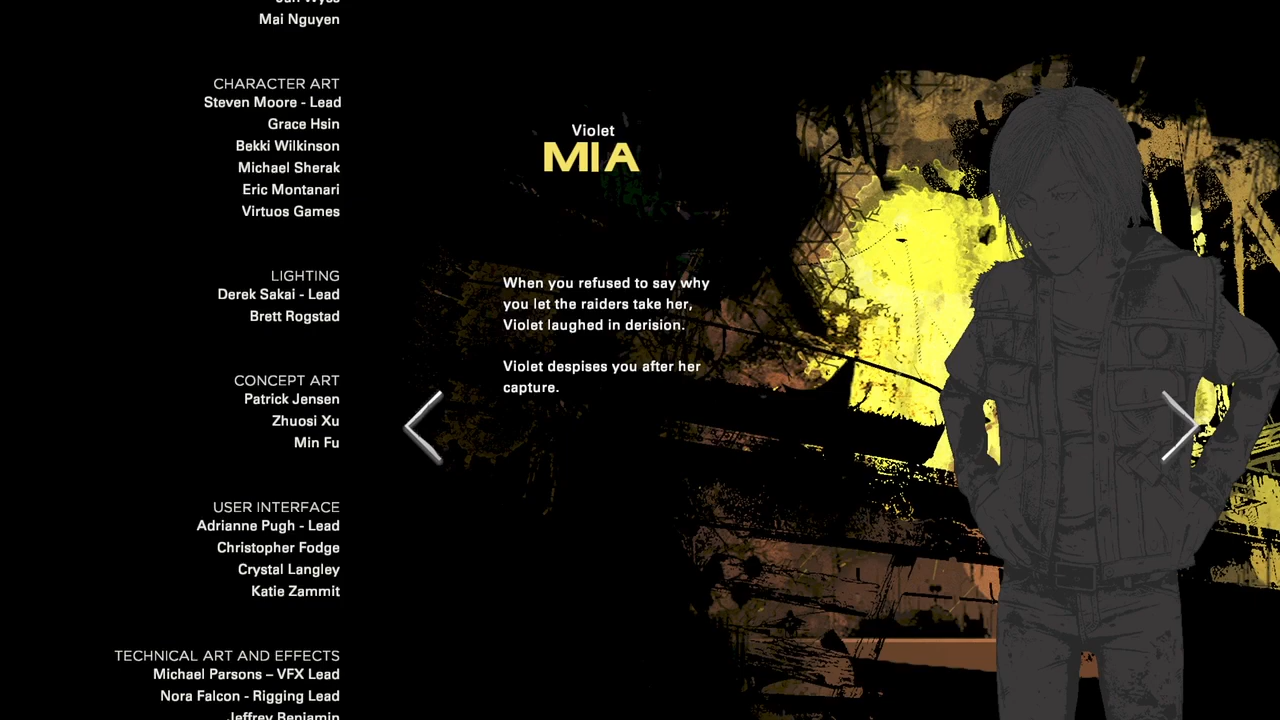 Mai Nguyen
CHARACTER ART
Steven Moore - Lead
Grace Hsin
Bekki Wilkinson
Michael Sherak
Eric Montanari
Virtuos Games
LIGHTING
Derek Sakai - Lead
Brett Rogstad
CONCEPT ART
Patrick Jensen
Zhuosi Xu
Min Fu
USER INTERFACE
Adrianne Pugh - Lead
Christopher Fodge
Crystal Langley
Katie Zammit
TECHNICAL ART AND EFFECTS
Michael Parsons – VFX Lead
Nora Falcon - Rigging Lead
Jeffrey Benjamin
Violet
MIA
When you refused to say why
you let the raiders take her,
Violet laughed in derision.
Violet despises you after her
capture.